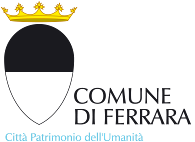 COMUNE
DI FERRARA
Città Patrimonio dell'Umanità